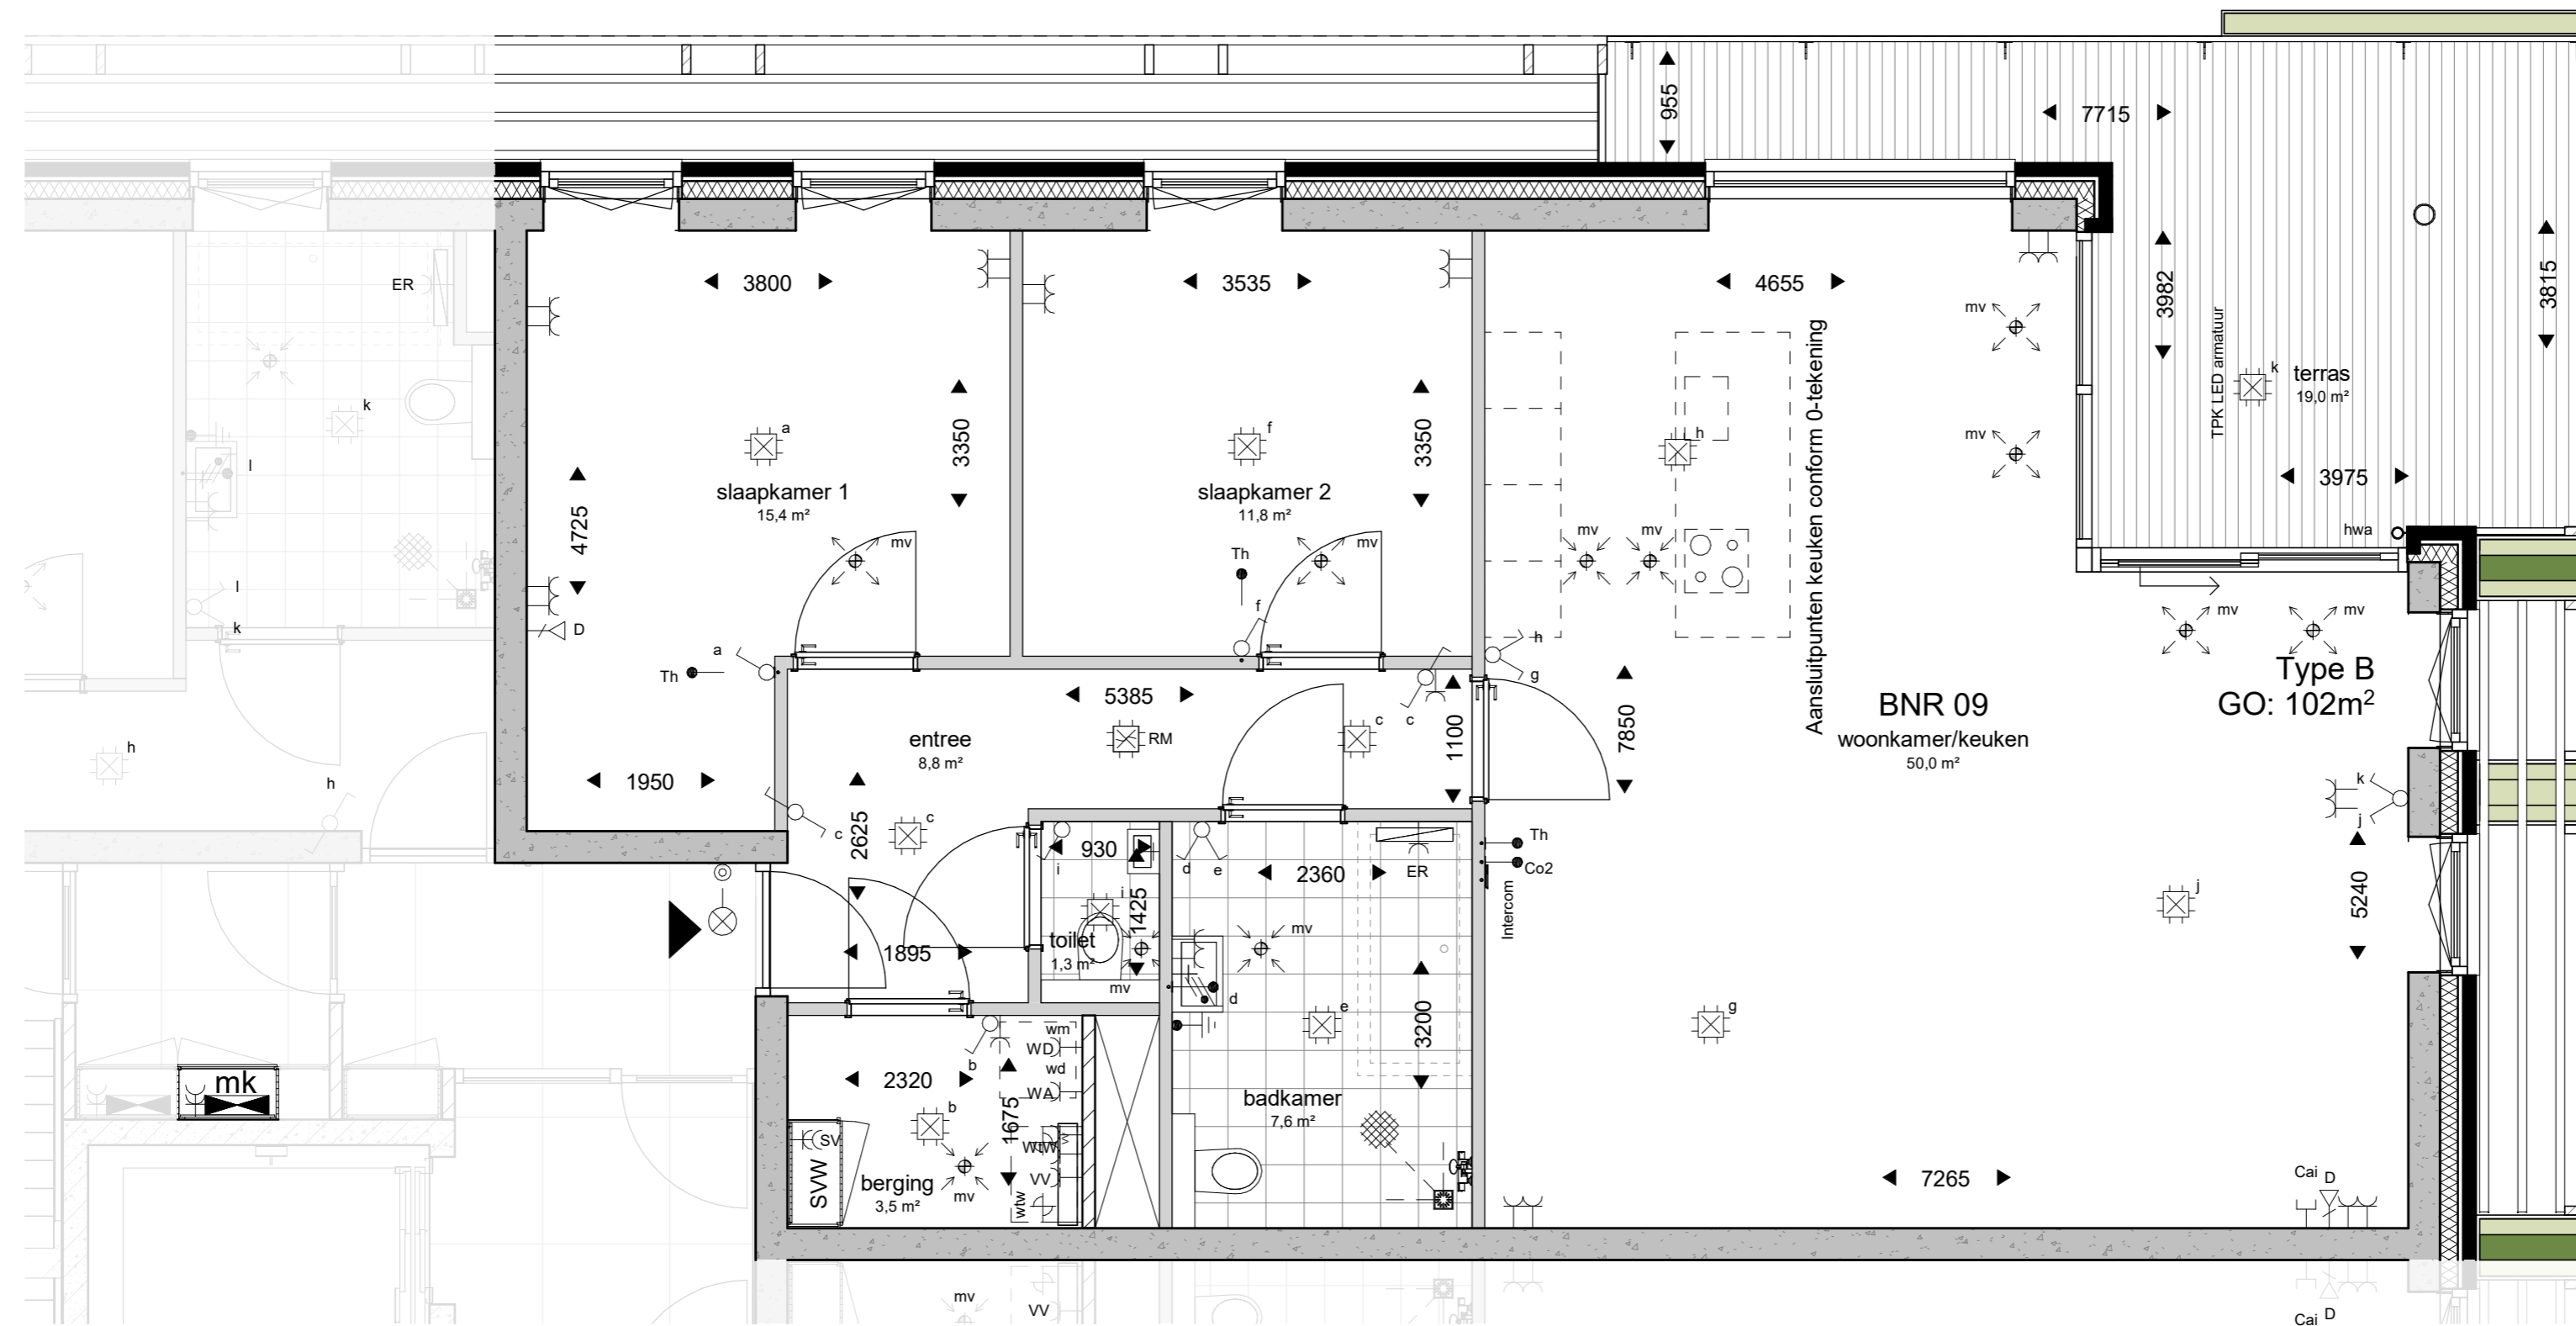 955
7715
3800
3535
4655
3982
3815
ER
mv
k
a
f
h
Aansluitpunten keuken conform 0-tekening
mv
TPK LED armatuur
k
terras
19,0 m²
3350
3350
l
slaapkamer 1
15,4 m²
slaapkamer 2
11,8 m²
3975
4725
mv
Th
mv
mv
mv
hwa
l
k
D
f
mv
mv
a
Th
h
g
Type B
GO: 102m²
5385
7850
BNR 09
woonkamer/keuken
50,0 m²
h
entree
8,8 m²
RM
c
c
1100
h
1950
2625
c
c
k
j
930
i
d
e
2360
ER
Th
Co2
Intercom
5240
i
1425
j
1895
toilet
1,3 m²
mv
mv
d
e
g
3200
mk
wm
WD
wd
WA
b
2320
b
1675
badkamer
7,6 m²
SV
SVW
berging
3,5 m²
mv
WtW
W
VV
wtw
7265
Cai
D
mv
VV
Cai
D